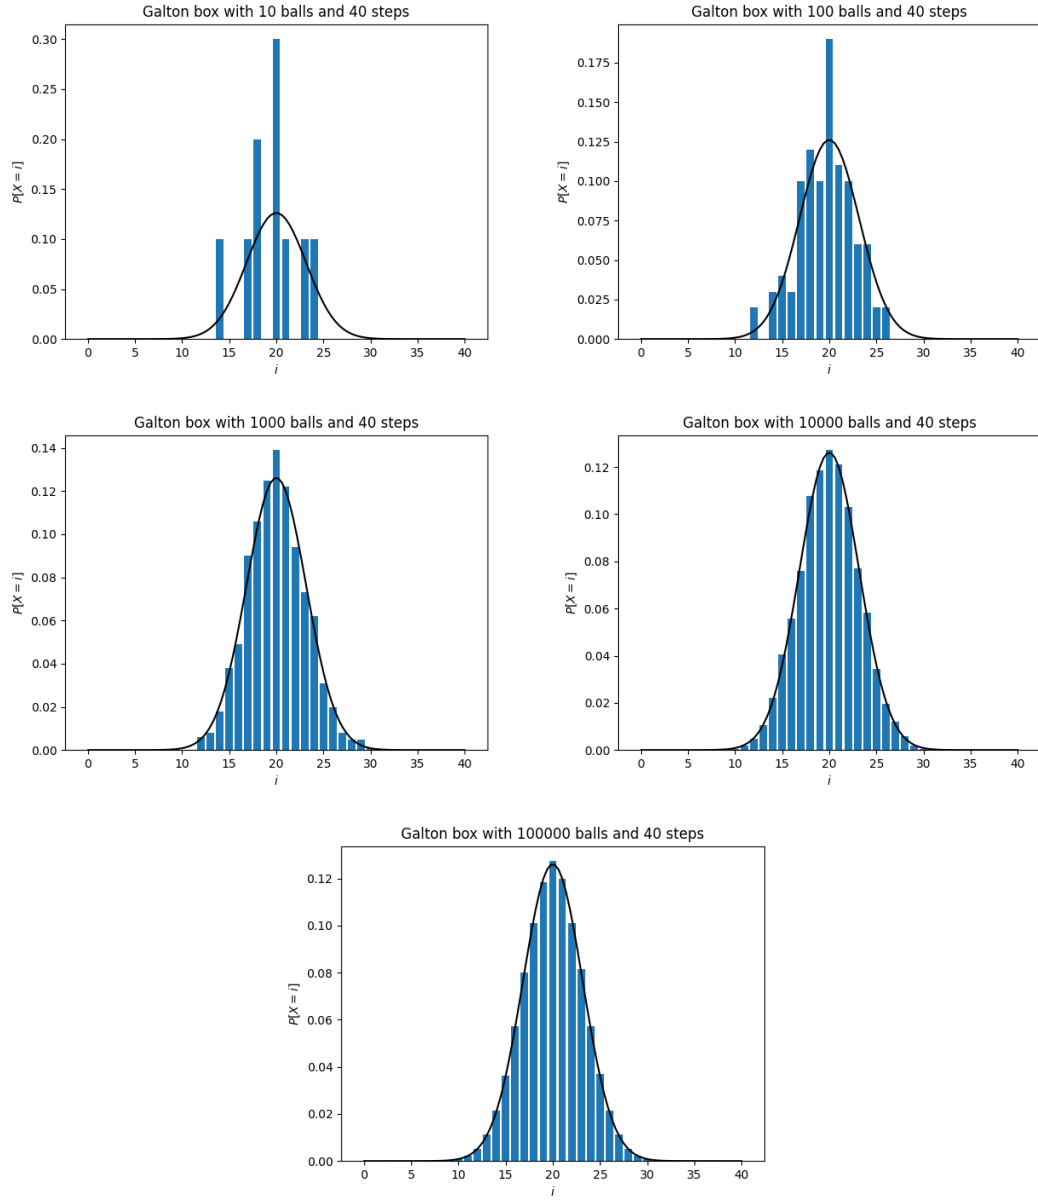 Galton box with 10 balls and 40 steps
0.30
0.25
0.20
0.15
0.10
0.05
0.00
P[X = i]
0 5 10 15 20 25 30 35 40
i
Galton box with 100 balls and 40 steps
0.175
0.150
0.125
0.100
0.075
0.050
0.025
0.000
P[X = i]
0 5 10 15 20 25 30 35 40
i
Galton box with 1000 balls and 40 steps
0.14
0.12
0.10
0.08
0.06
0.04
0.02
0.00
P[X = i]
0 5 10 15 20 25 30 35 40
i
Galton box with 10000 balls and 40 steps
0.12
0.10
0.08
0.06
0.04
0.02
0.00
P[X = i]
0 5 10 15 20 25 30 35 40
i
Galton box with 100000 balls and 40 steps
0.12
0.10
0.08
0.06
0.04
0.02
0.00
P[X = i]
0 5 10 15 20 25 30 35 40
i